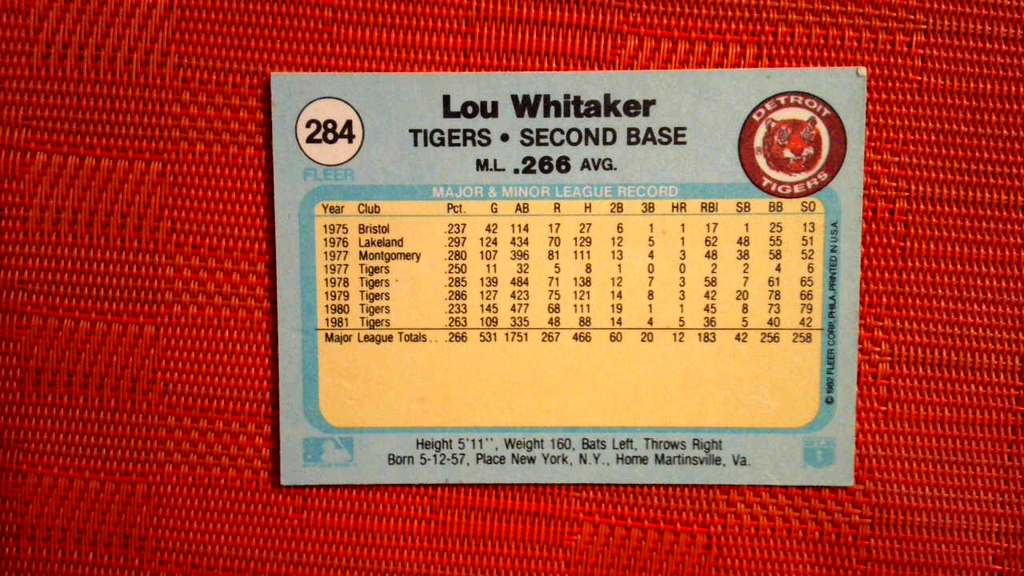 284
FLEER
Lou Whitaker
TIGERS • SECOND BASE
M.L. .266 AVG.
DETROIT
TIGERS
®
MAJOR & MINOR LEAGUE RECORD
Year Club Pct. G AB R H 2B 3B HR RBI SB BB SO
1975 Bristol .237 42 114 17 27 6 1 1 17 1 25 13
1976 Lakeland .297 124 434 70 129 12 5 1 62 48 55 51
1977 Montgomery .280 107 396 81 111 13 4 3 48 38 58 52
1977 Tigers .250 11 32 5 8 1 0 0 2 2 4 6
1978 Tigers .285 139 484 71 138 12 7 3 58 7 61 65
1979 Tigers .286 127 423 75 121 14 8 3 42 20 78 66
1980 Tigers .233 145 477 68 111 19 1 1 45 8 73 79
1981 Tigers .263 109 335 48 88 14 4 5 36 5 40 42
Major League Totals.. .266 531 1751 267 466 60 20 12 183 42 256 258
© 1982 FLEER CORP. PHILA. PRINTED IN U.S.A.
Height 5'11'', Weight 160, Bats Left, Throws Right
Born 5-12-57, Place New York, N.Y., Home Martinsville, Va.